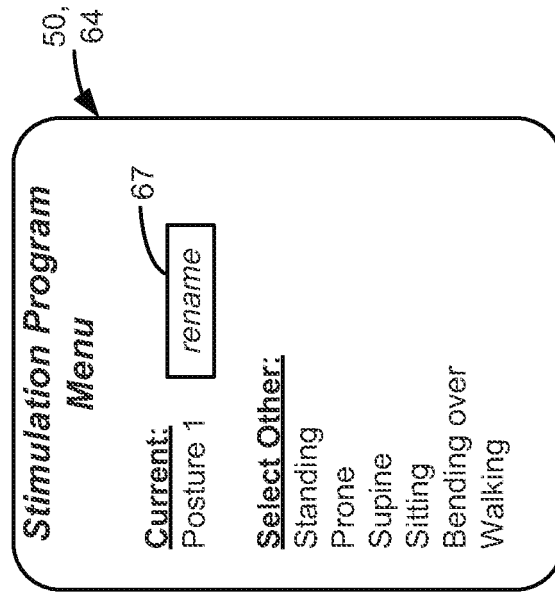 Stimulation Program
Menu
Current:
Posture 1
rename
67
50,
64
Select Other:
Standing
Prone
Supine
Sitting
Bending over
Walking